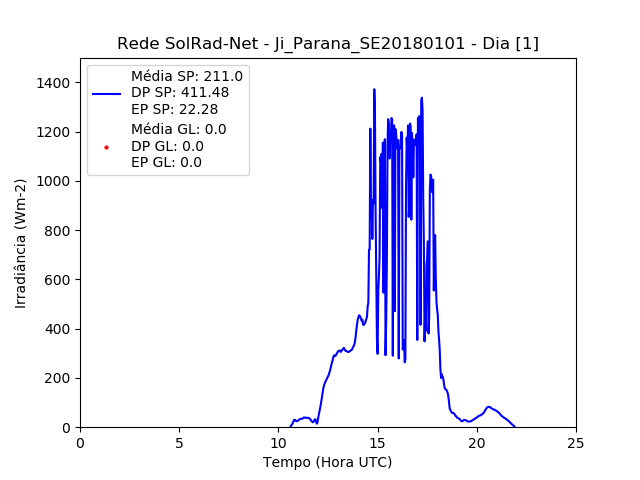 Rede SolRad-Net - Ji_Parana_SE20180101 - Dia [1]
Média SP: 211.0
DP SP: 411.48
EP SP: 22.28
Média GL: 0.0
DP GL: 0.0
EP GL: 0.0
Irradiância (Wm-2)
1400
1200
1000
800
600
400
200
0
0 5 10 15 20 25
Tempo (Hora UTC)